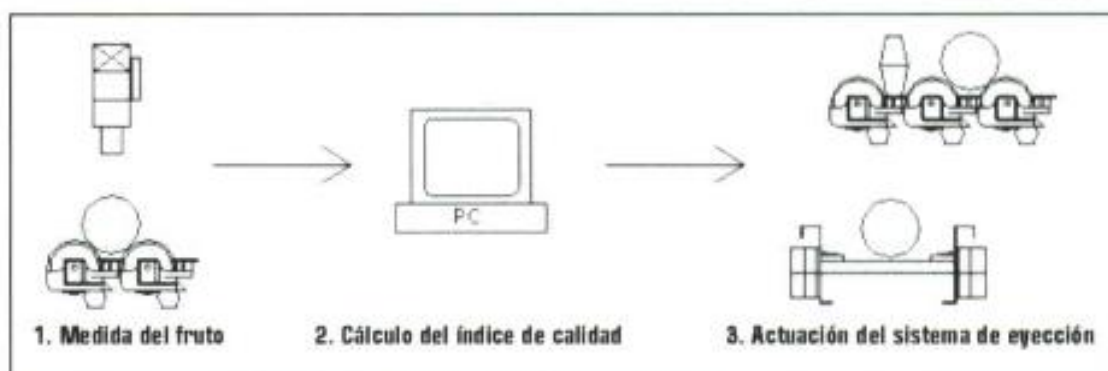 PC
1. Medida del fruto
2. Cálculo del índice de calidad
3. Actuación del sistema de eyección